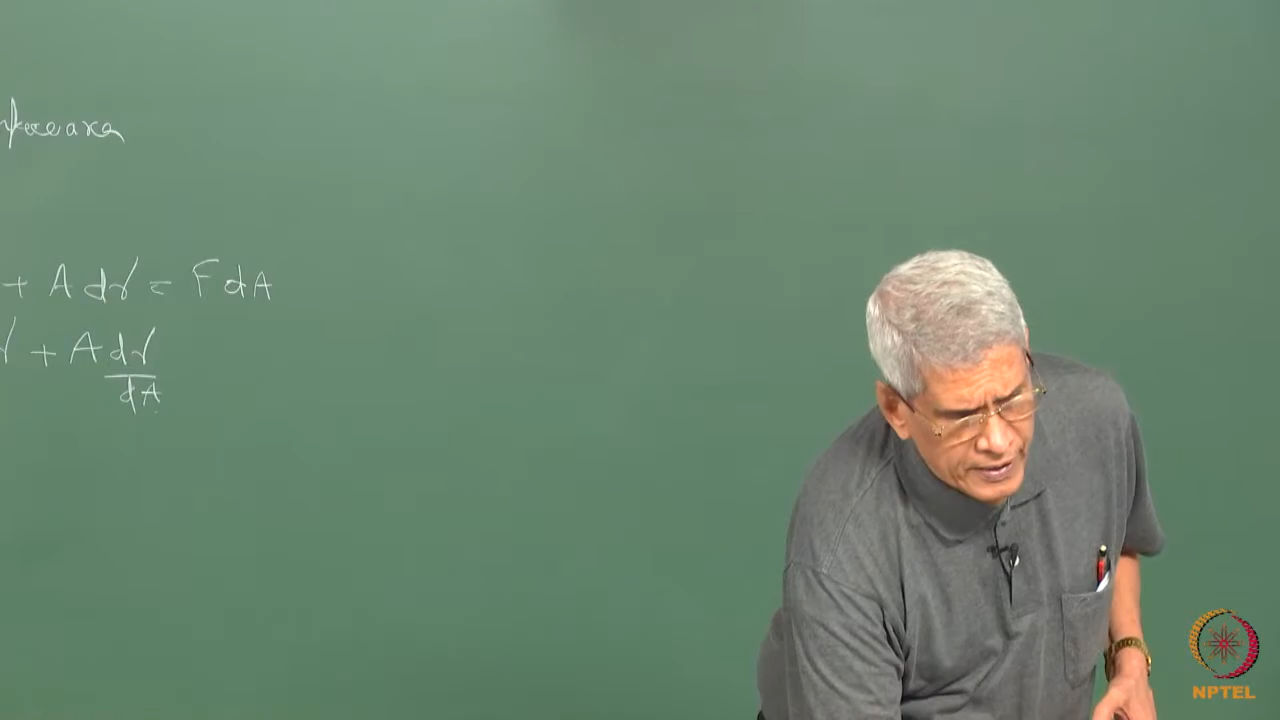 + A dγ = F dA
γ + A dγ
dA
NPTEL